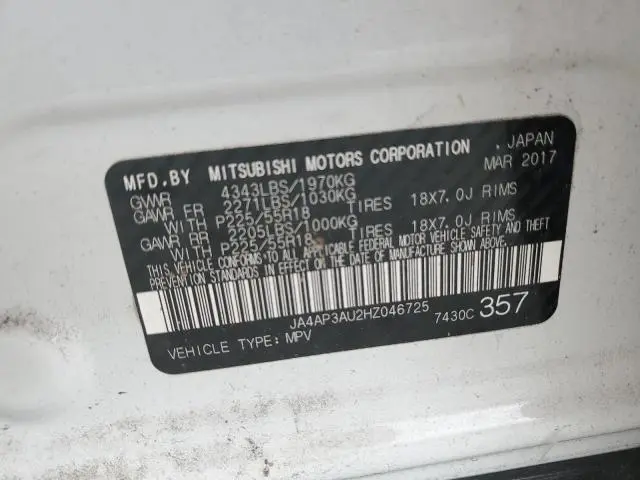 MFD.BY MITSUBISHI MOTORS CORPORATION . JAPAN
MAR 2017
GVWR 4343LBS/1970KG
GAWR FR 2271LBS/1030KG
WITH P225/55R18 TIRES 18X7.0J RIMS
GAWR RR 2205LBS/1000KG
WITH P225/55R18 TIRES 18X7.0J RIMS
THIS VEHICLE CONFORMS TO ALL APPLICABLE FEDERAL MOTOR VEHICLE SAFETY AND THEFT
PREVENTION STANDARDS IN EFFECT ON THE DATE OF MANUFACTURE SHOWN ABOVE.
JA4AP3AU2HZ046725 7430C 357
VEHICLE TYPE: MPV